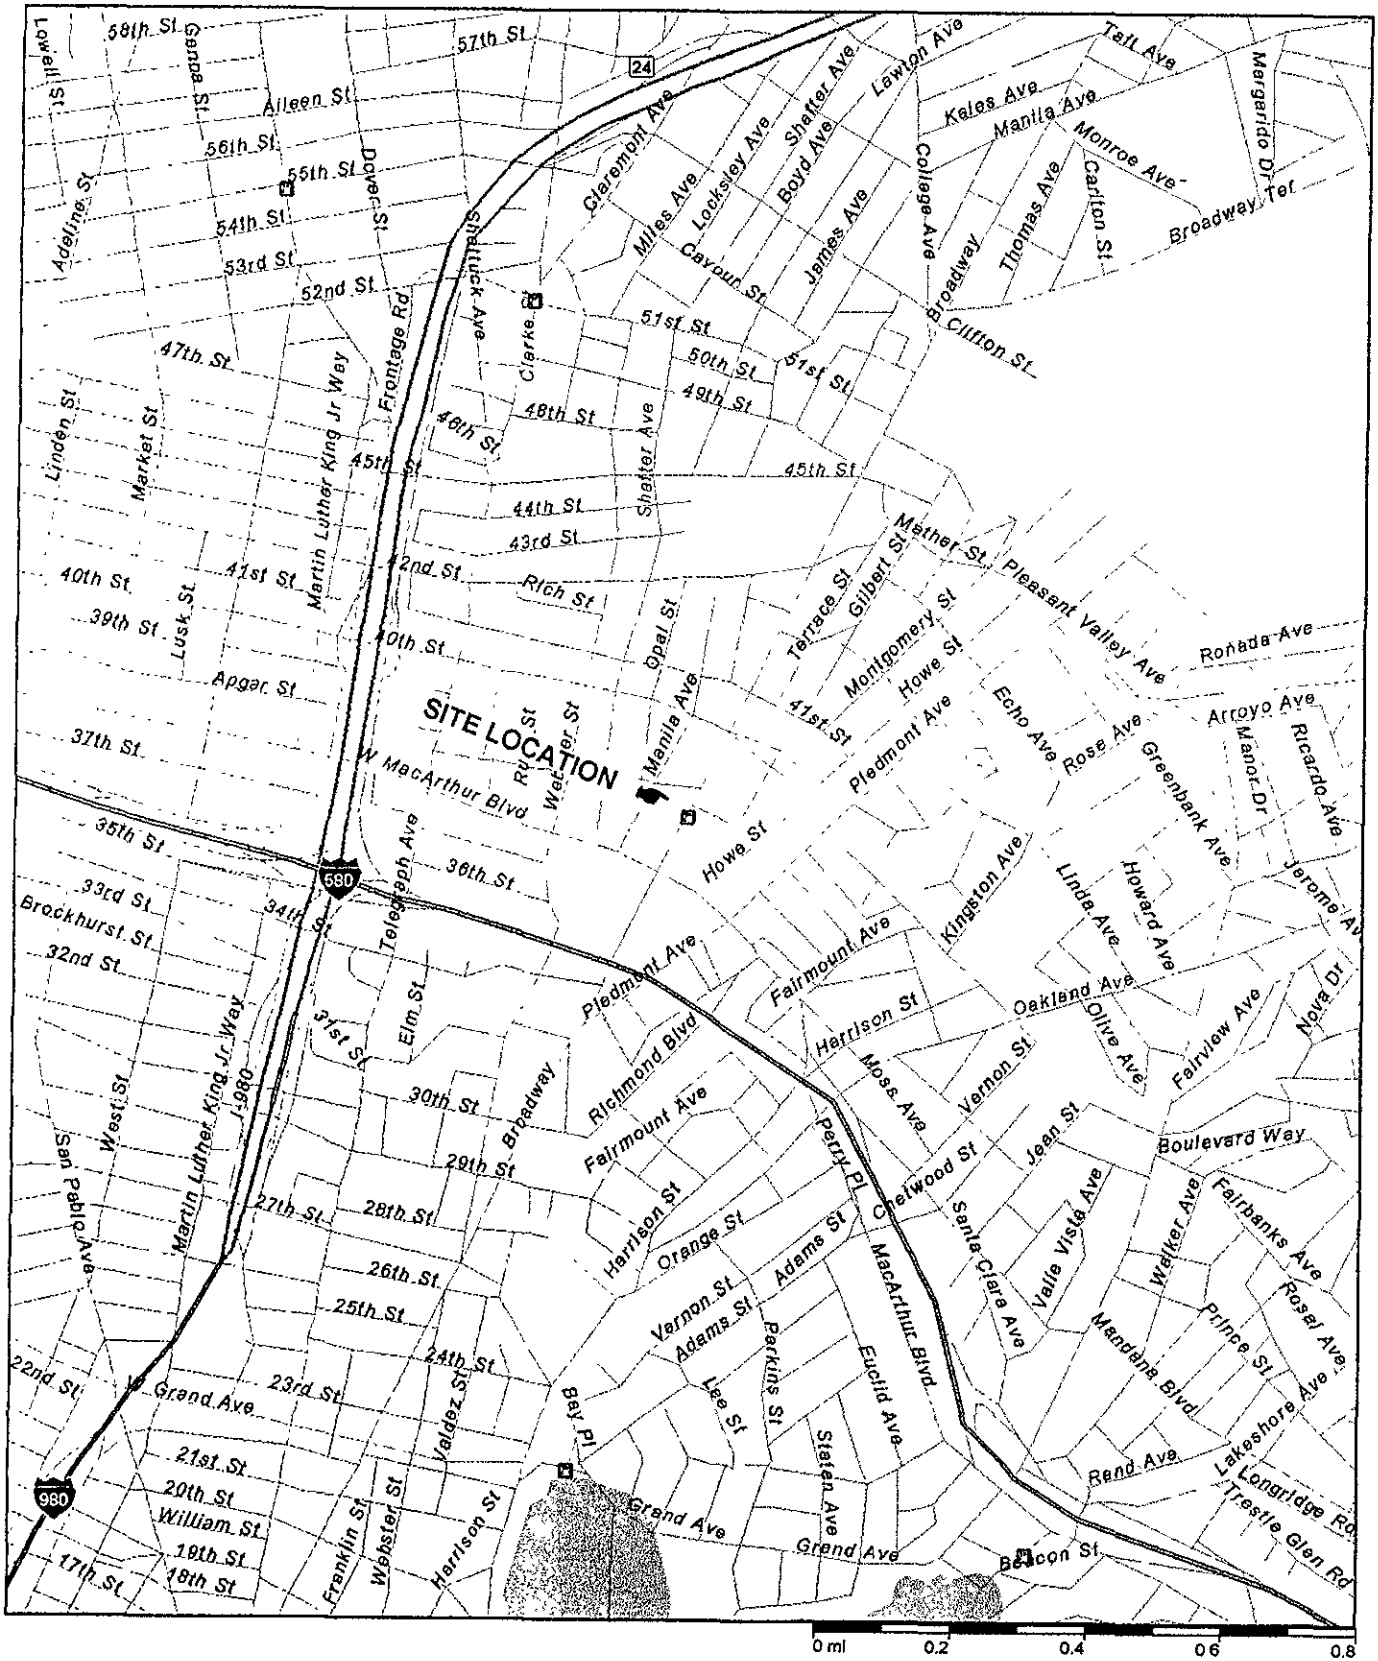 58th St
57th St
Lowell St
Genoa St
24
Shafter Ave
Lawton Ave
Taft Ave
Margarido Dr
Aileen St
Keles Ave
Manila Ave
Claremont Ave
56th St
Locksley Ave
Boyd Ave
College Ave
Monroe Ave
55th St
Dover St
Thomas Ave
Carlton St
Adeline St
54th St
Shattuck Ave
Miles Ave
James Ave
Broadway Ter
53rd St
Cavour St
Broadway
52nd St
Frontage Rd
Clarke St
51st St
Clifton St
47th St
50th St
51st St
Martin Luther King Jr Way
49th St
Linden St
Market St
46th St
48th St
Shafter Ave
45th St
45th St
44th St
43rd St
Mather St
40th St
41st St
42nd St
Rich St
Terrace St
Gilbert St
Pleasant Valley Ave
39th St
Lusk St
40th St
Opal St
Montgomery St
Howe St
Ronada Ave
Apgar St
SITE LOCATION
Manila Ave
41st St
Piedmont Ave
Echo Ave
Rose Ave
Arroyo Ave
37th St
W MacArthur Blvd
Greenbank Ave
Manor Dr
Ricardo Ave
35th St
36th St
Howe St
580
Telegraph Ave
33rd St
34th St
Kingston Ave
Linda Ave
Howard Ave
Jerome Av
Brockhurst St
32nd St
Piedmont Ave
Fairmount Ave
Elm St
31st St
Harrison St
Oakland Ave
Olive Ave
Fairview Ave
Nova Dr
Martin Luther King Jr Way
I-980
Richmond Blvd
Moss Ave
Vernon St
West St
30th St
Broadway
Fairmount Ave
Perry Pl
Jean St
Boulevard Way
San Pablo Ave
29th St
Chetwood St
27th St
28th St
Harrison St
Orange St
Adams St
Santa Clara Ave
Valle Vista Ave
Walker Ave
Fairbanks Ave
26th St
MacArthur Blvd
25th St
Vernon St
Adams St
Rosal Ave
24th St
Parkins St
Euclid Ave
Mandana Blvd
Prince St
22nd St
W Grand Ave
23rd St
Valdez St
Bay Pl
Lee St
Lakeshore Ave
21st St
Staten Ave
Rand Ave
Longridge Rd
980
20th St
Trestle Glen Rd
William St
Franklin St
Webster St
Harrison St
Grand Ave
19th St
Grand Ave
Beacon St
17th St
18th St
0 mi
0.2
0.4
0 6
0.8